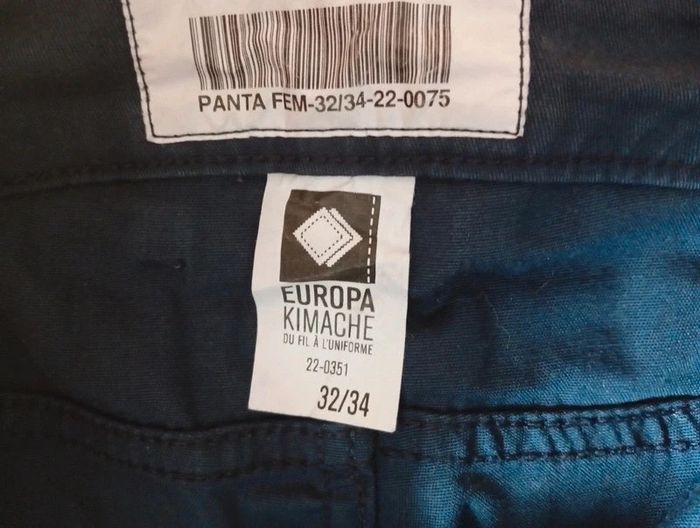 PANTA FEM-32/34-22-0075
EUROPA
KIMACHE
DU FIL À L'UNIFORME
22-0351
32/34